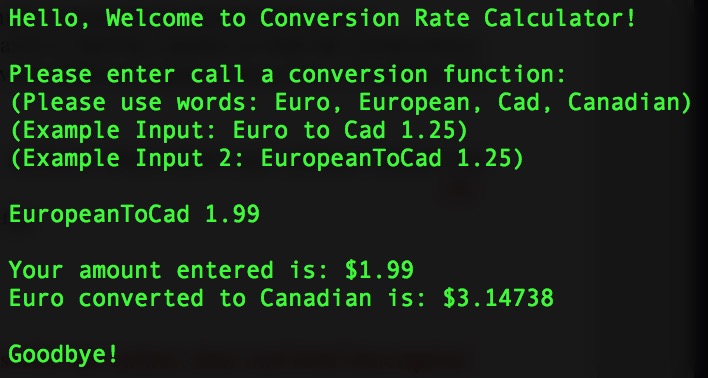 Hello, Welcome to Conversion Rate Calculator!
Please enter call a conversion function:
(Please use words: Euro, European, Cad, Canadian)
(Example Input: Euro to Cad 1.25)
(Example Input 2: EuropeanToCad 1.25)
EuropeanToCad 1.99
Your amount entered is: $1.99
Euro converted to Canadian is: $3.14738
Goodbye!